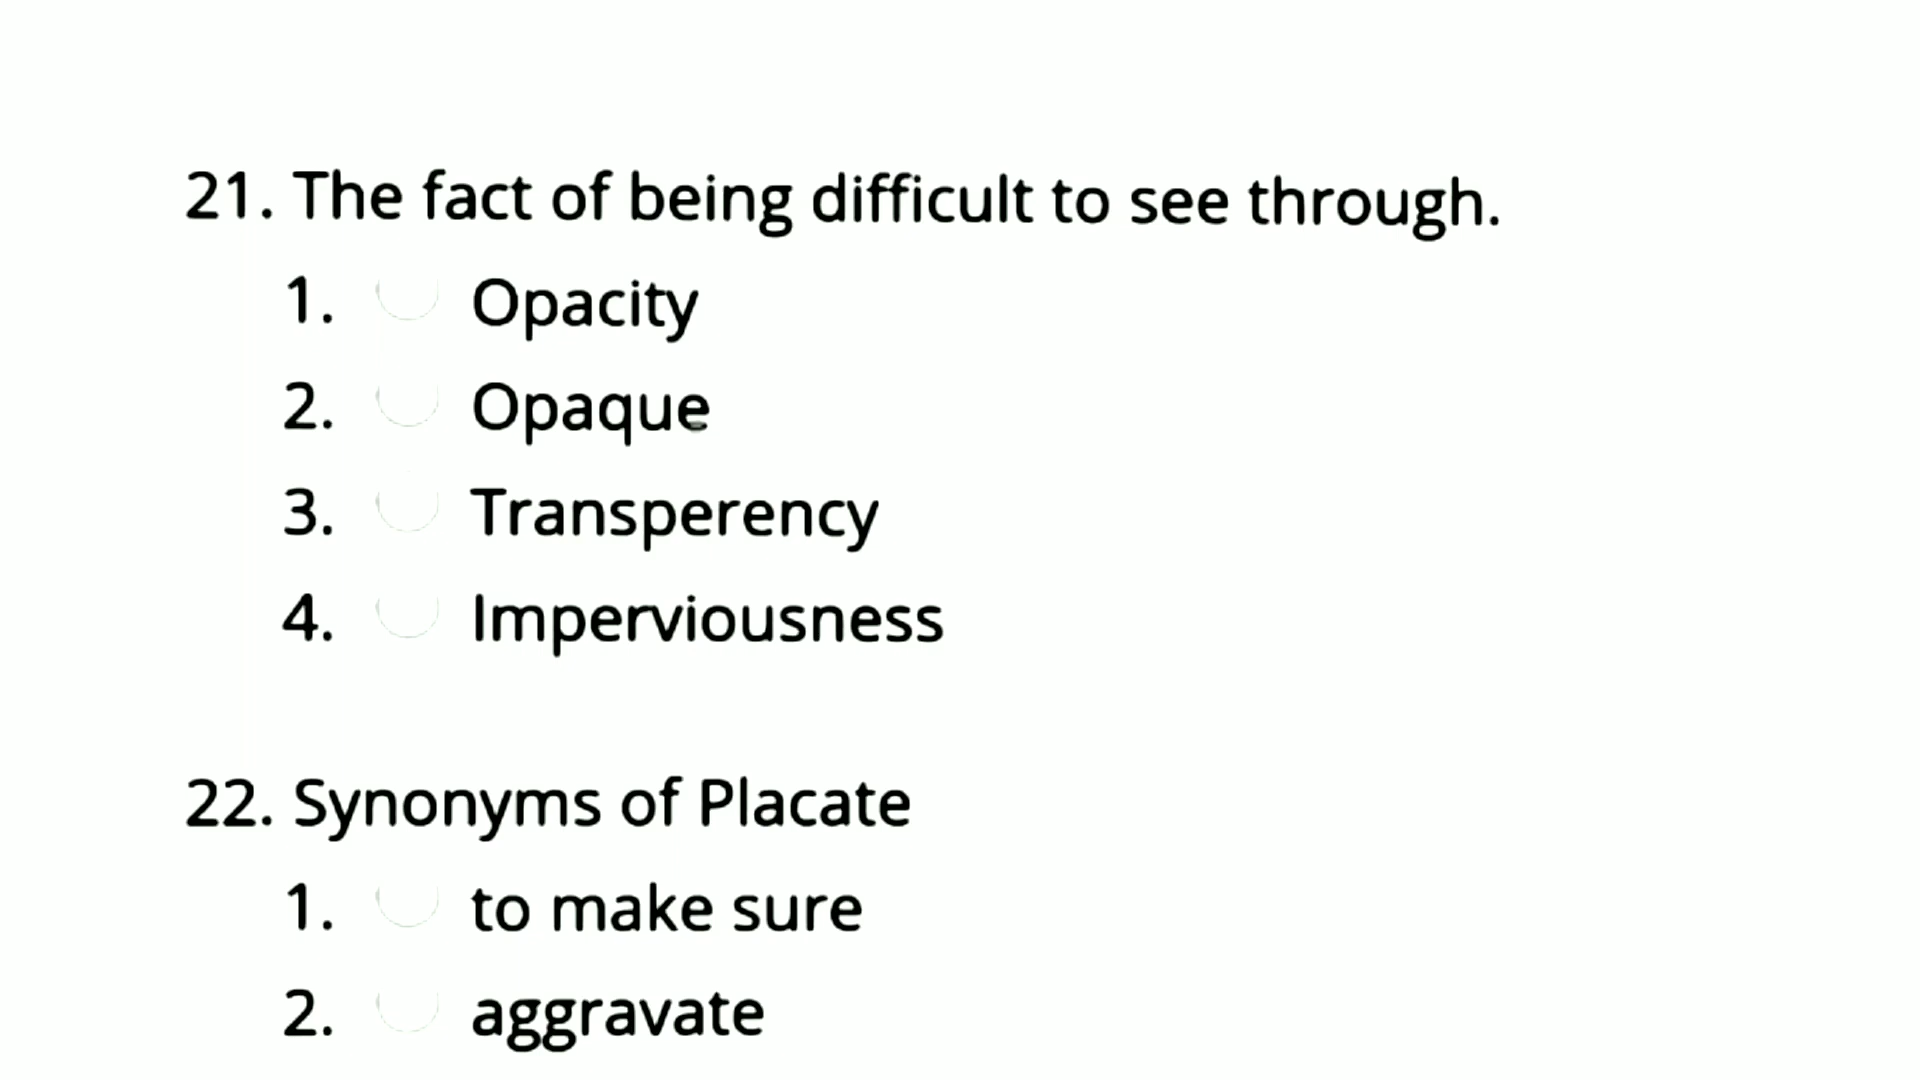 21. The fact of being difficult to see through.
1. Opacity
2. Opaque
3. Transperency
4. Imperviousness
22. Synonyms of Placate
1. to make sure
2. aggravate